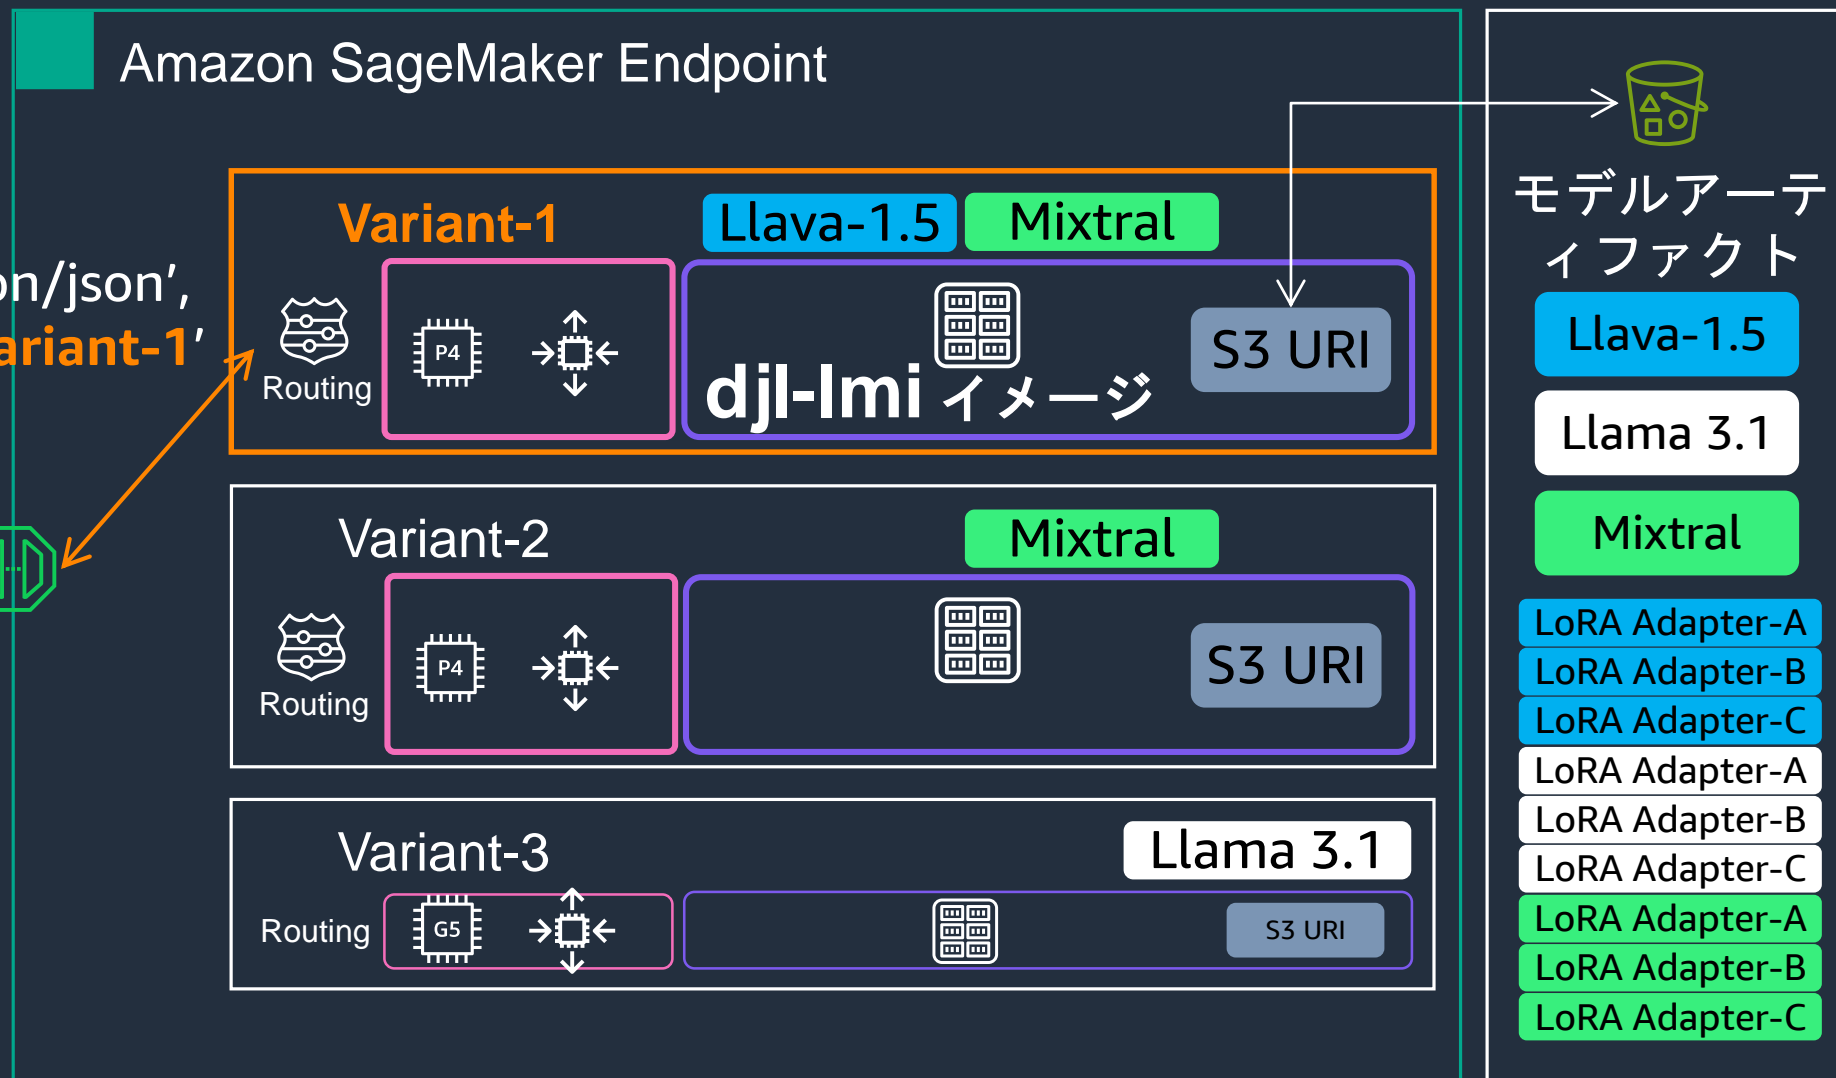 Amazon SageMaker Endpoint
on/json’,
ariant-1’
Variant-1
Llava-1.5
Mixtral
Routing
P4
djl-lmi イメージ
S3 URI
Variant-2
Mixtral
Routing
P4
S3 URI
Variant-3
Llama 3.1
Routing
G5
S3 URI
モデルアーテ
ィファクト
Llava-1.5
Llama 3.1
Mixtral
LoRA Adapter-A
LoRA Adapter-B
LoRA Adapter-C
LoRA Adapter-A
LoRA Adapter-B
LoRA Adapter-C
LoRA Adapter-A
LoRA Adapter-B
LoRA Adapter-C